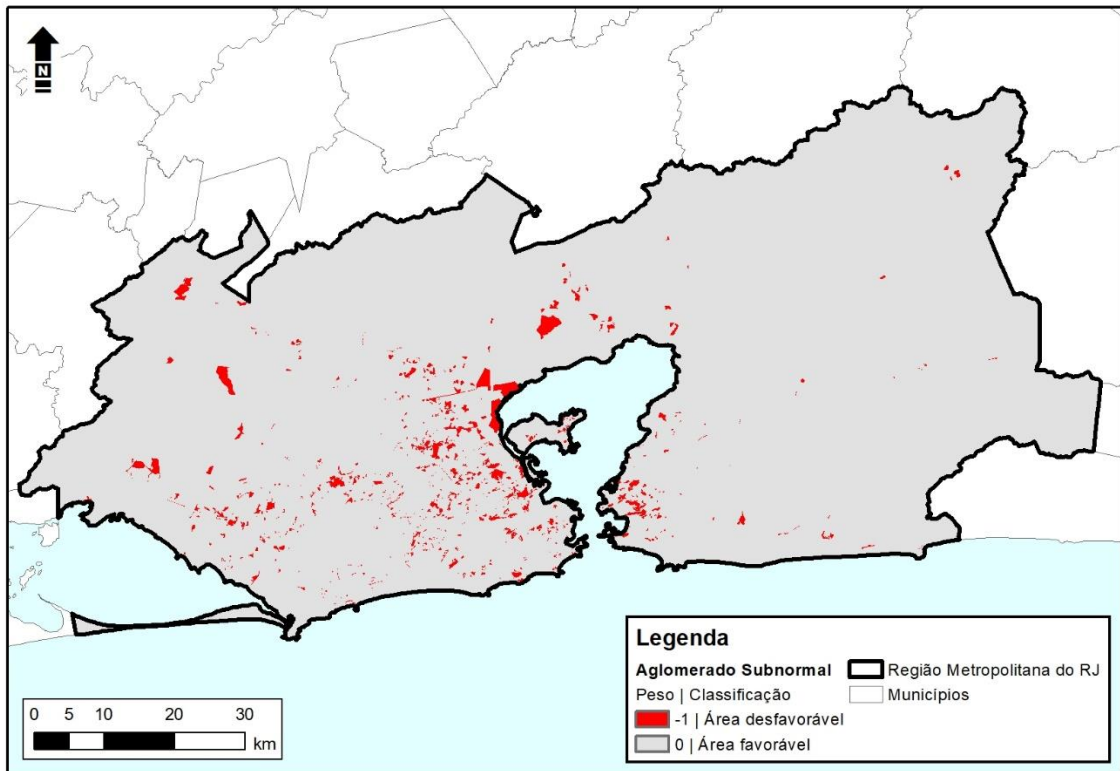 N
Legenda
Aglomerado Subnormal
Peso | Classificação
-1 | Área desfavorável
0 | Área favorável
Região Metropolitana do RJ
Municípios
0 5 10 20 30
km